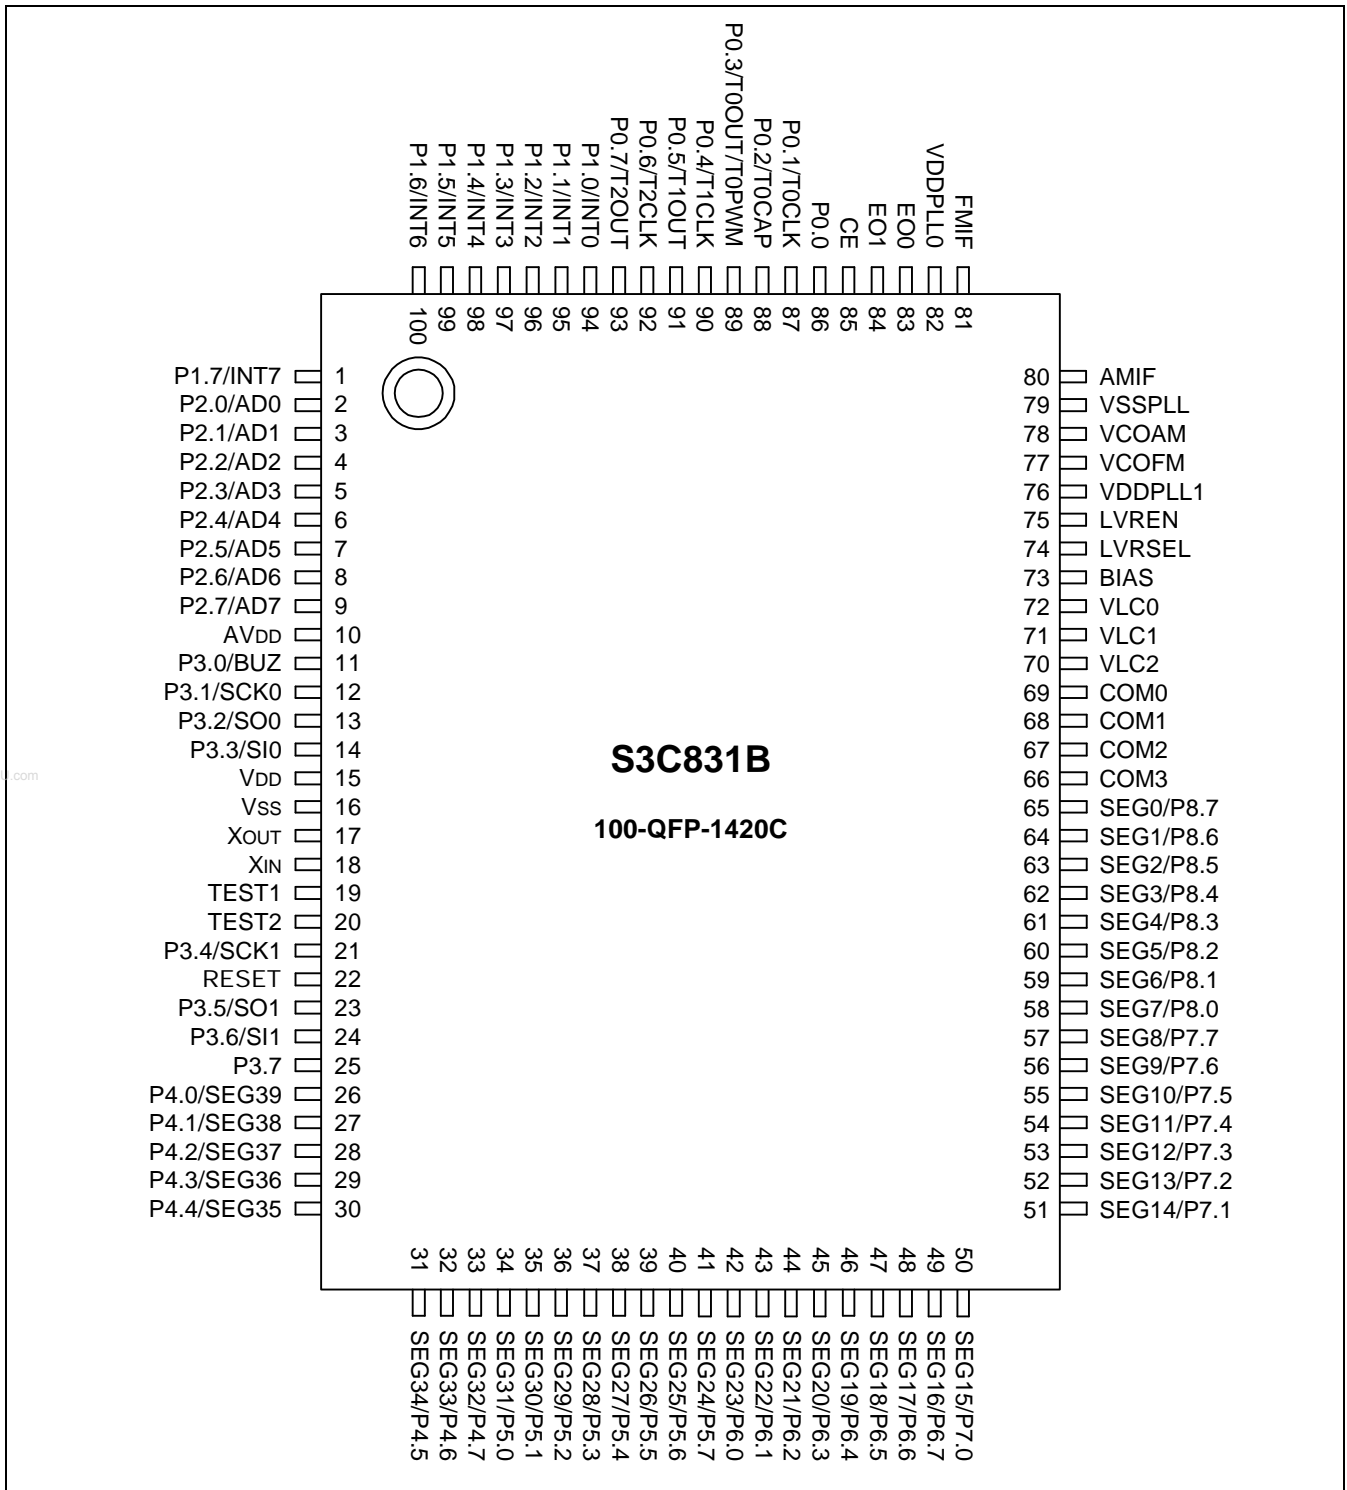 P1.6/INT6
P1.5/INT5
P1.4/INT4
P1.3/INT3
P1.2/INT2
P1.1/INT1
P1.0/INT0
P0.7/T2OUT
P0.6/T2CLK
P0.5/T1OUT
P0.4/T1CLK
P0.3/T0OUT/T0PWM
P0.2/T0CAP
P0.1/T0CLK
P0.0
CE
EO1
EO0
VDDPLL0
FMIF
100
99
98
97
96
95
94
93
92
91
90
89
88
87
86
85
84
83
82
81
P1.7/INT7 1
P2.0/AD0 2
P2.1/AD1 3
P2.2/AD2 4
P2.3/AD3 5
P2.4/AD4 6
P2.5/AD5 7
P2.6/AD6 8
P2.7/AD7 9
AVDD 10
P3.0/BUZ 11
P3.1/SCK0 12
P3.2/SO0 13
P3.3/SI0 14
VDD 15
VSS 16
XOUT 17
XIN 18
TEST1 19
TEST2 20
P3.4/SCK1 21
RESET 22
P3.5/SO1 23
P3.6/SI1 24
P3.7 25
P4.0/SEG39 26
P4.1/SEG38 27
P4.2/SEG37 28
P4.3/SEG36 29
P4.4/SEG35 30
S3C831B
100-QFP-1420C
80 AMIF
79 VSSPLL
78 VCOAM
77 VCOFM
76 VDDPLL1
75 LVREN
74 LVRSEL
73 BIAS
72 VLC0
71 VLC1
70 VLC2
69 COM0
68 COM1
67 COM2
66 COM3
65 SEG0/P8.7
64 SEG1/P8.6
63 SEG2/P8.5
62 SEG3/P8.4
61 SEG4/P8.3
60 SEG5/P8.2
59 SEG6/P8.1
58 SEG7/P8.0
57 SEG8/P7.7
56 SEG9/P7.6
55 SEG10/P7.5
54 SEG11/P7.4
53 SEG12/P7.3
52 SEG13/P7.2
51 SEG14/P7.1
31
32
33
34
35
36
37
38
39
40
41
42
43
44
45
46
47
48
49
50
SEG34/P4.5
SEG33/P4.6
SEG32/P4.7
SEG31/P5.0
SEG30/P5.1
SEG29/P5.2
SEG28/P5.3
SEG27/P5.4
SEG26/P5.5
SEG25/P5.6
SEG24/P5.7
SEG23/P6.0
SEG22/P6.1
SEG21/P6.2
SEG20/P6.3
SEG19/P6.4
SEG18/P6.5
SEG17/P6.6
SEG16/P6.7
SEG15/P7.0